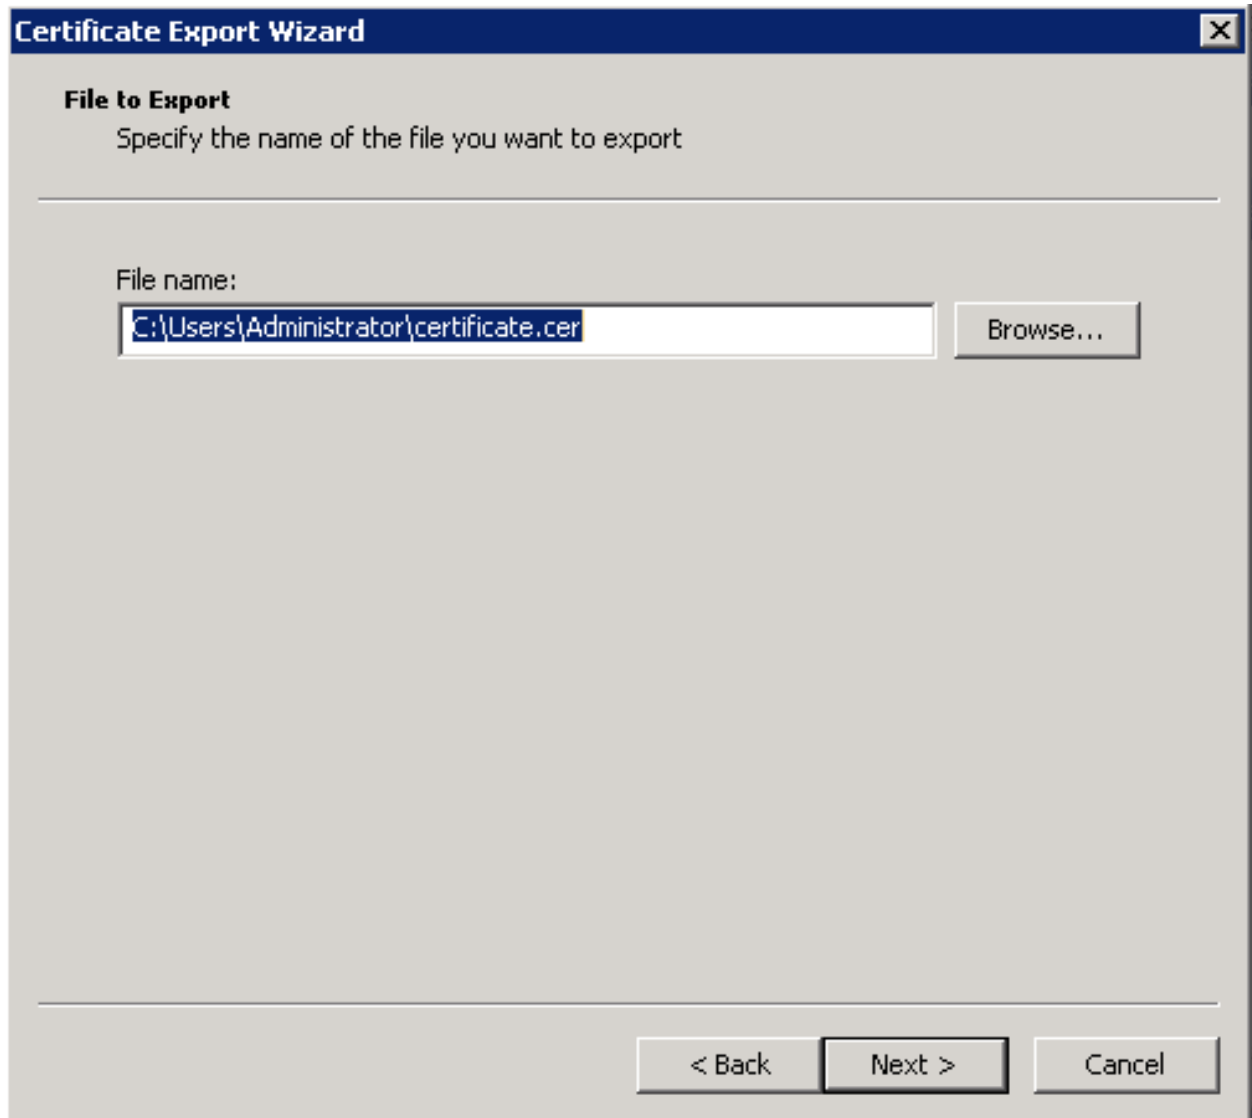 Certificate Export Wizard
File to Export
Specify the name of the file you want to export
File name:
C:\Users\Administrator\certificate.cer
Browse...
< Back
Next >
Cancel